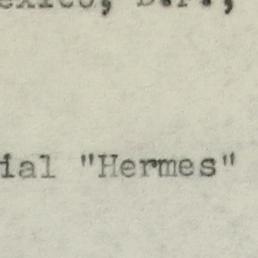 exico, D.F.,
ial "Hermes"